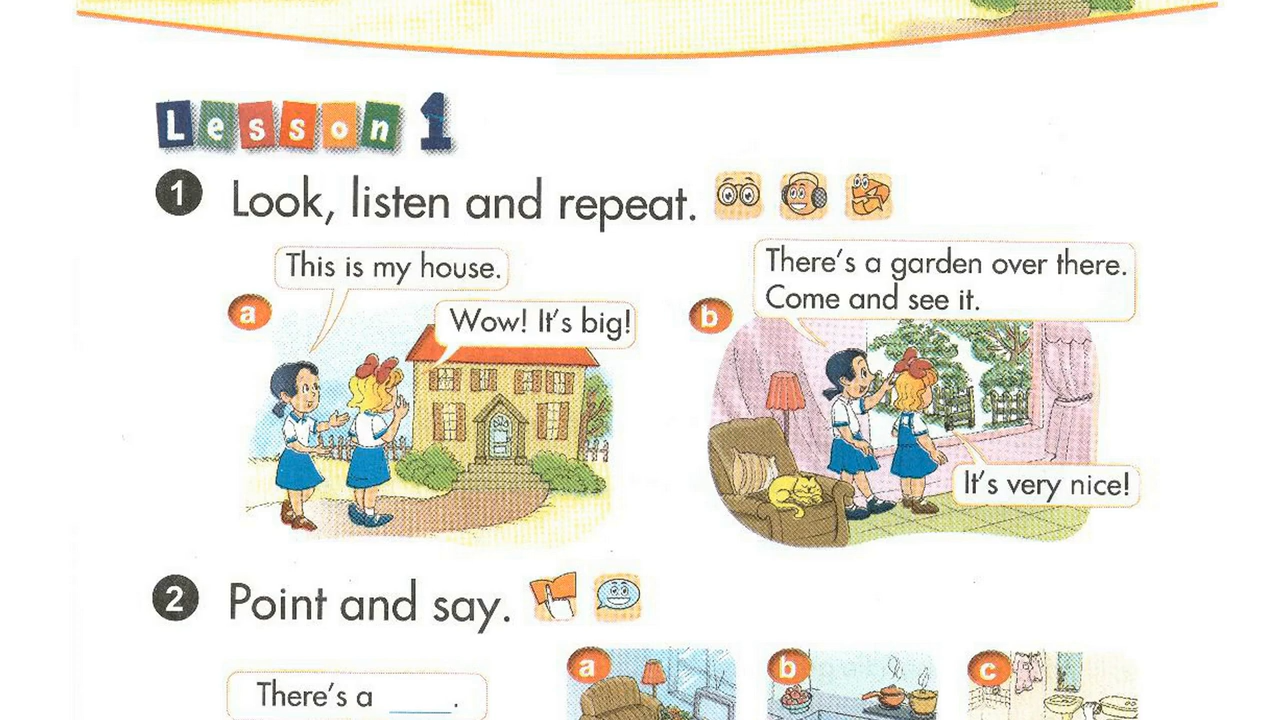 Lesson 1
1 Look, listen and repeat.
This is my house.
a
Wow! It's big!
There's a garden over there.
Come and see it.
b
It's very nice!
2 Point and say.
a
b
c
There's a ____.